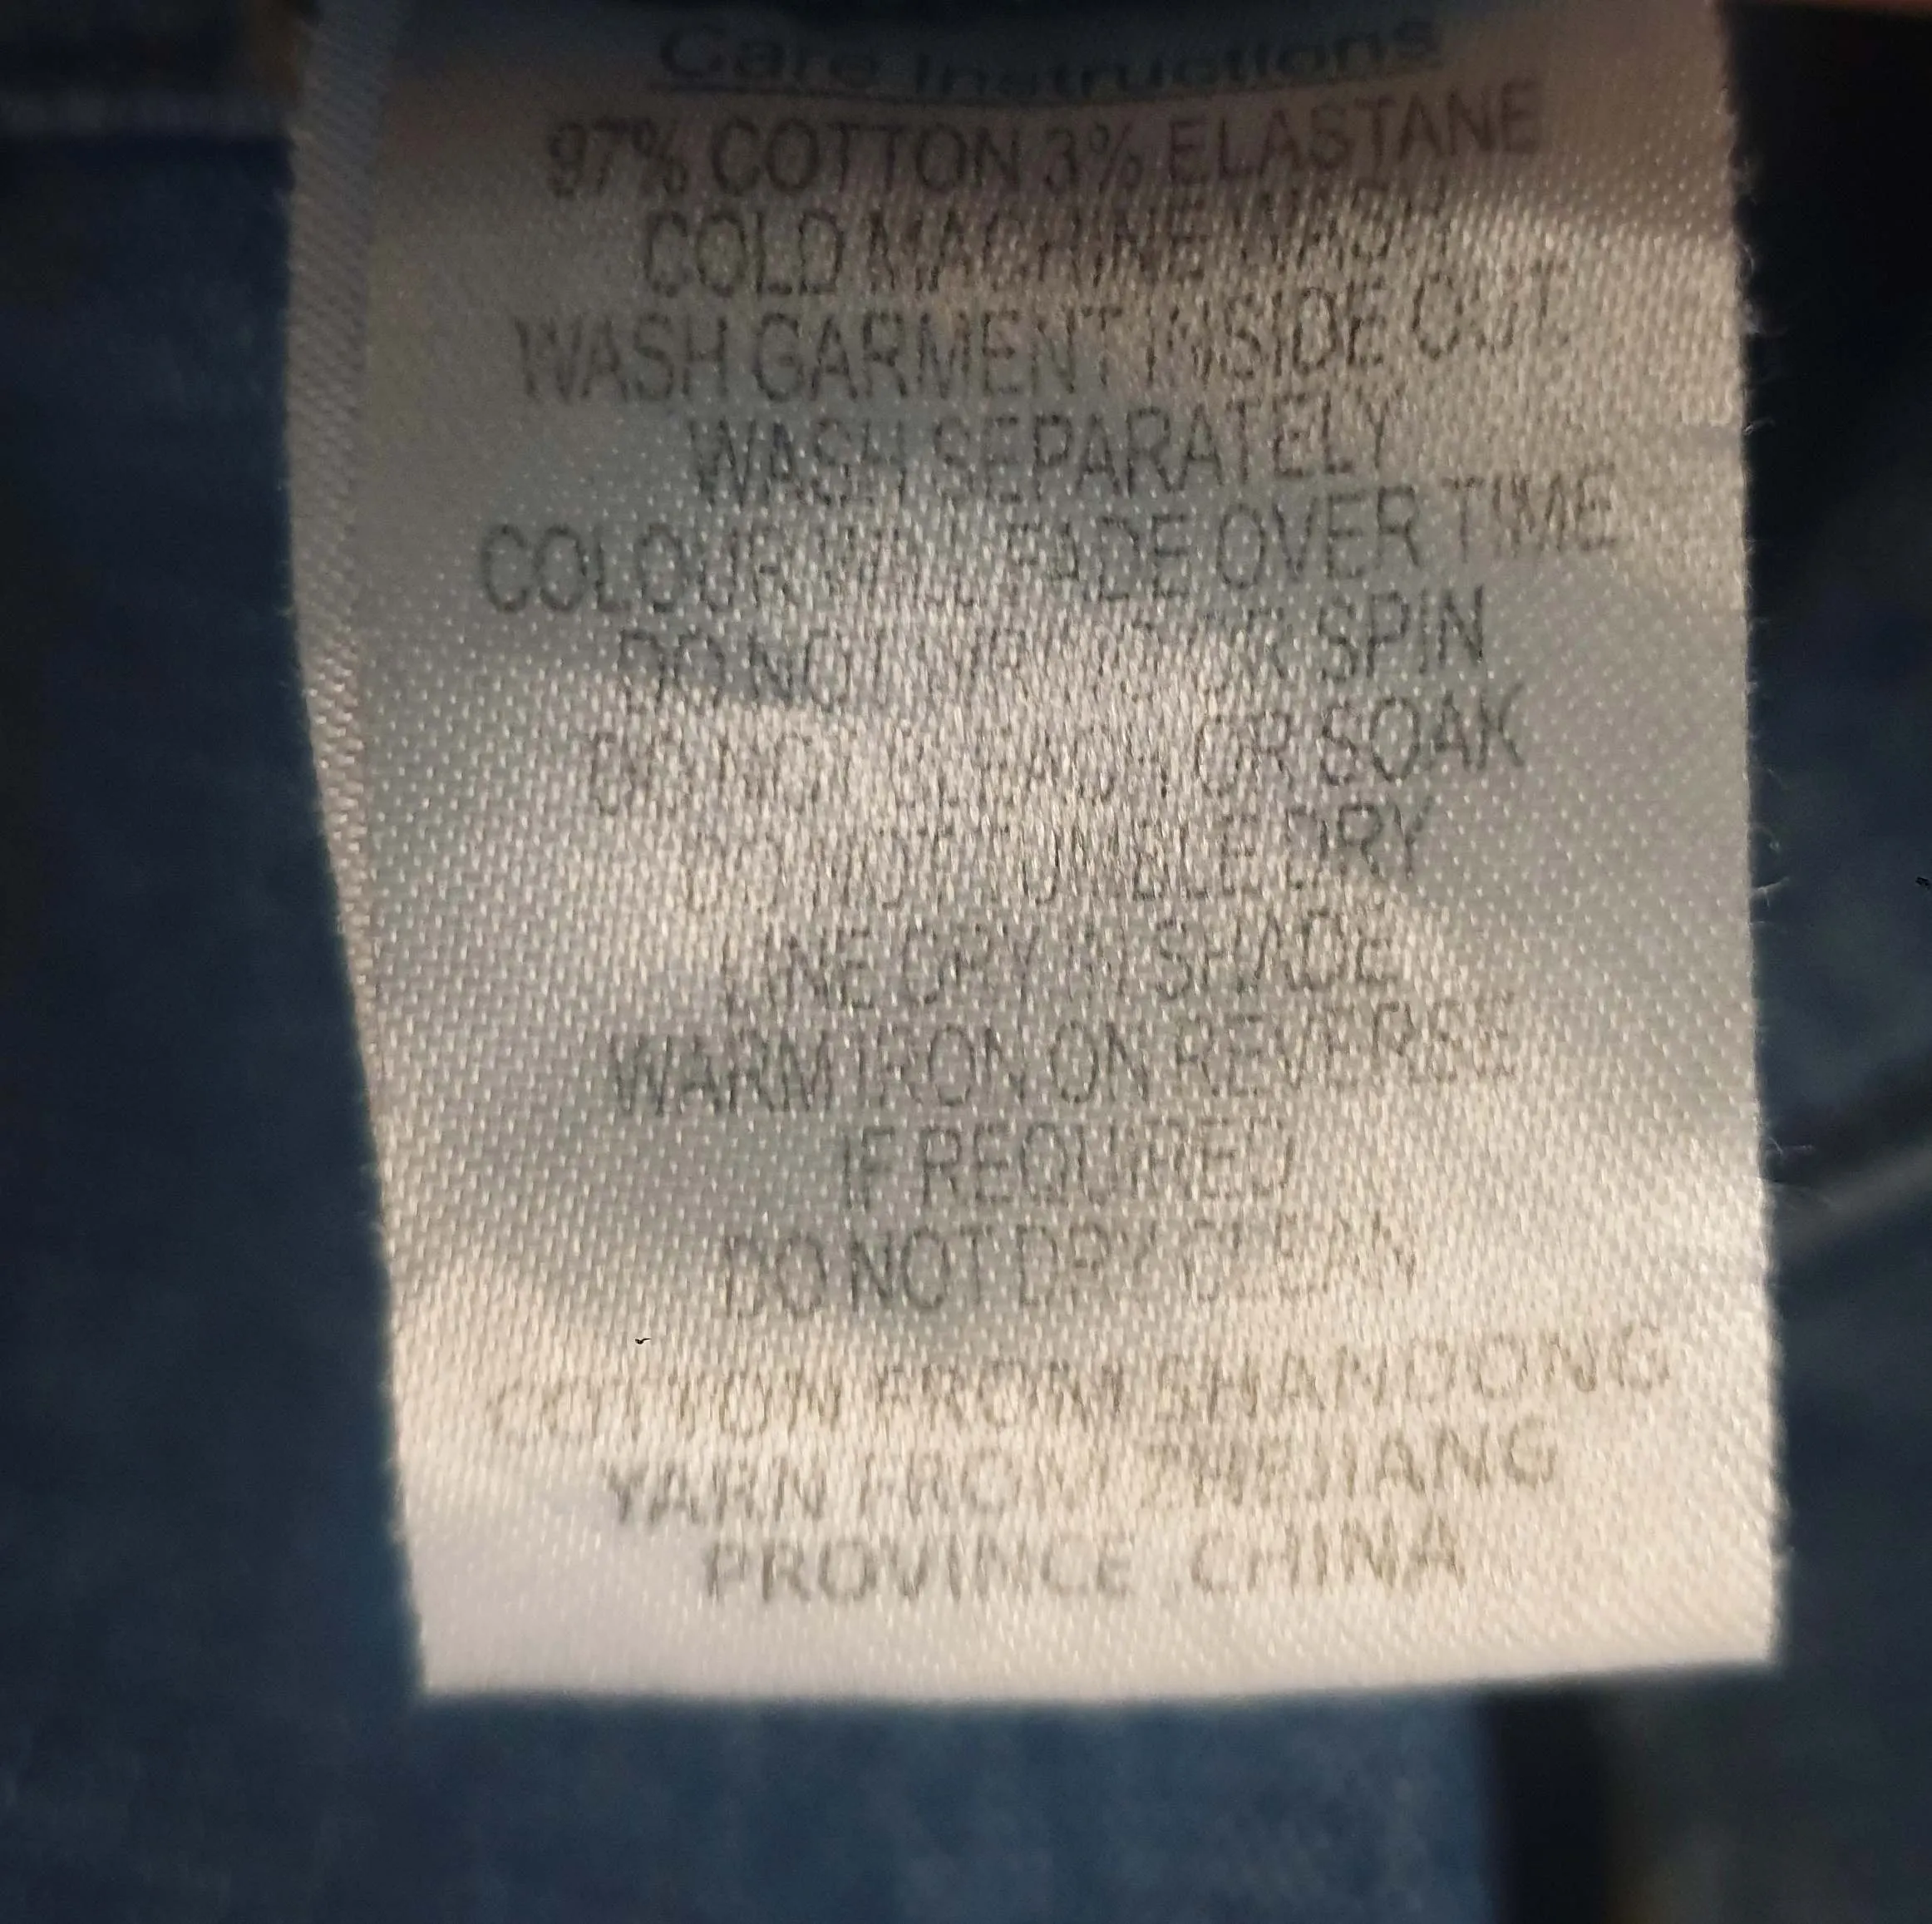 Care Instructions
97% COTTON 3% ELASTANE
COLD MACHINE WASH
WASH GARMENT INSIDE OUT
WASH SEPARATELY
COLOUR WILL FADE OVER TIME
DO NOT WRING OR SPIN
DO NOT BLEACH OR SOAK
DO NOT TUMBLE DRY
LINE DRY IN SHADE
WARM IRON ON REVERSE
IF REQUIRED
DO NOT DRY CLEAN
COTTON FROM SHANDONG
YARN FROM ZHEJIANG
PROVINCE, CHINA